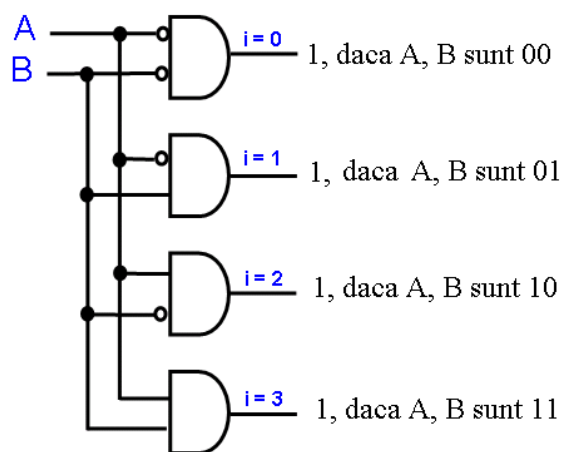 A
i = 0
1, daca A, B sunt 00
B
i = 1
1, daca A, B sunt 01
i = 2
1, daca A, B sunt 10
i = 3
1, daca A, B sunt 11